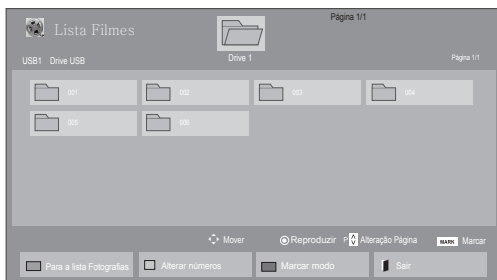 Página 1/1
Lista Filmes
Drive 1
USB1 Drive USB
Página 1/1
001 002 003 004
005 006
Mover Reproduzir P Alteração Página MARK Marcar
Para a lista Fotografias Alterar números Marcar modo Sair